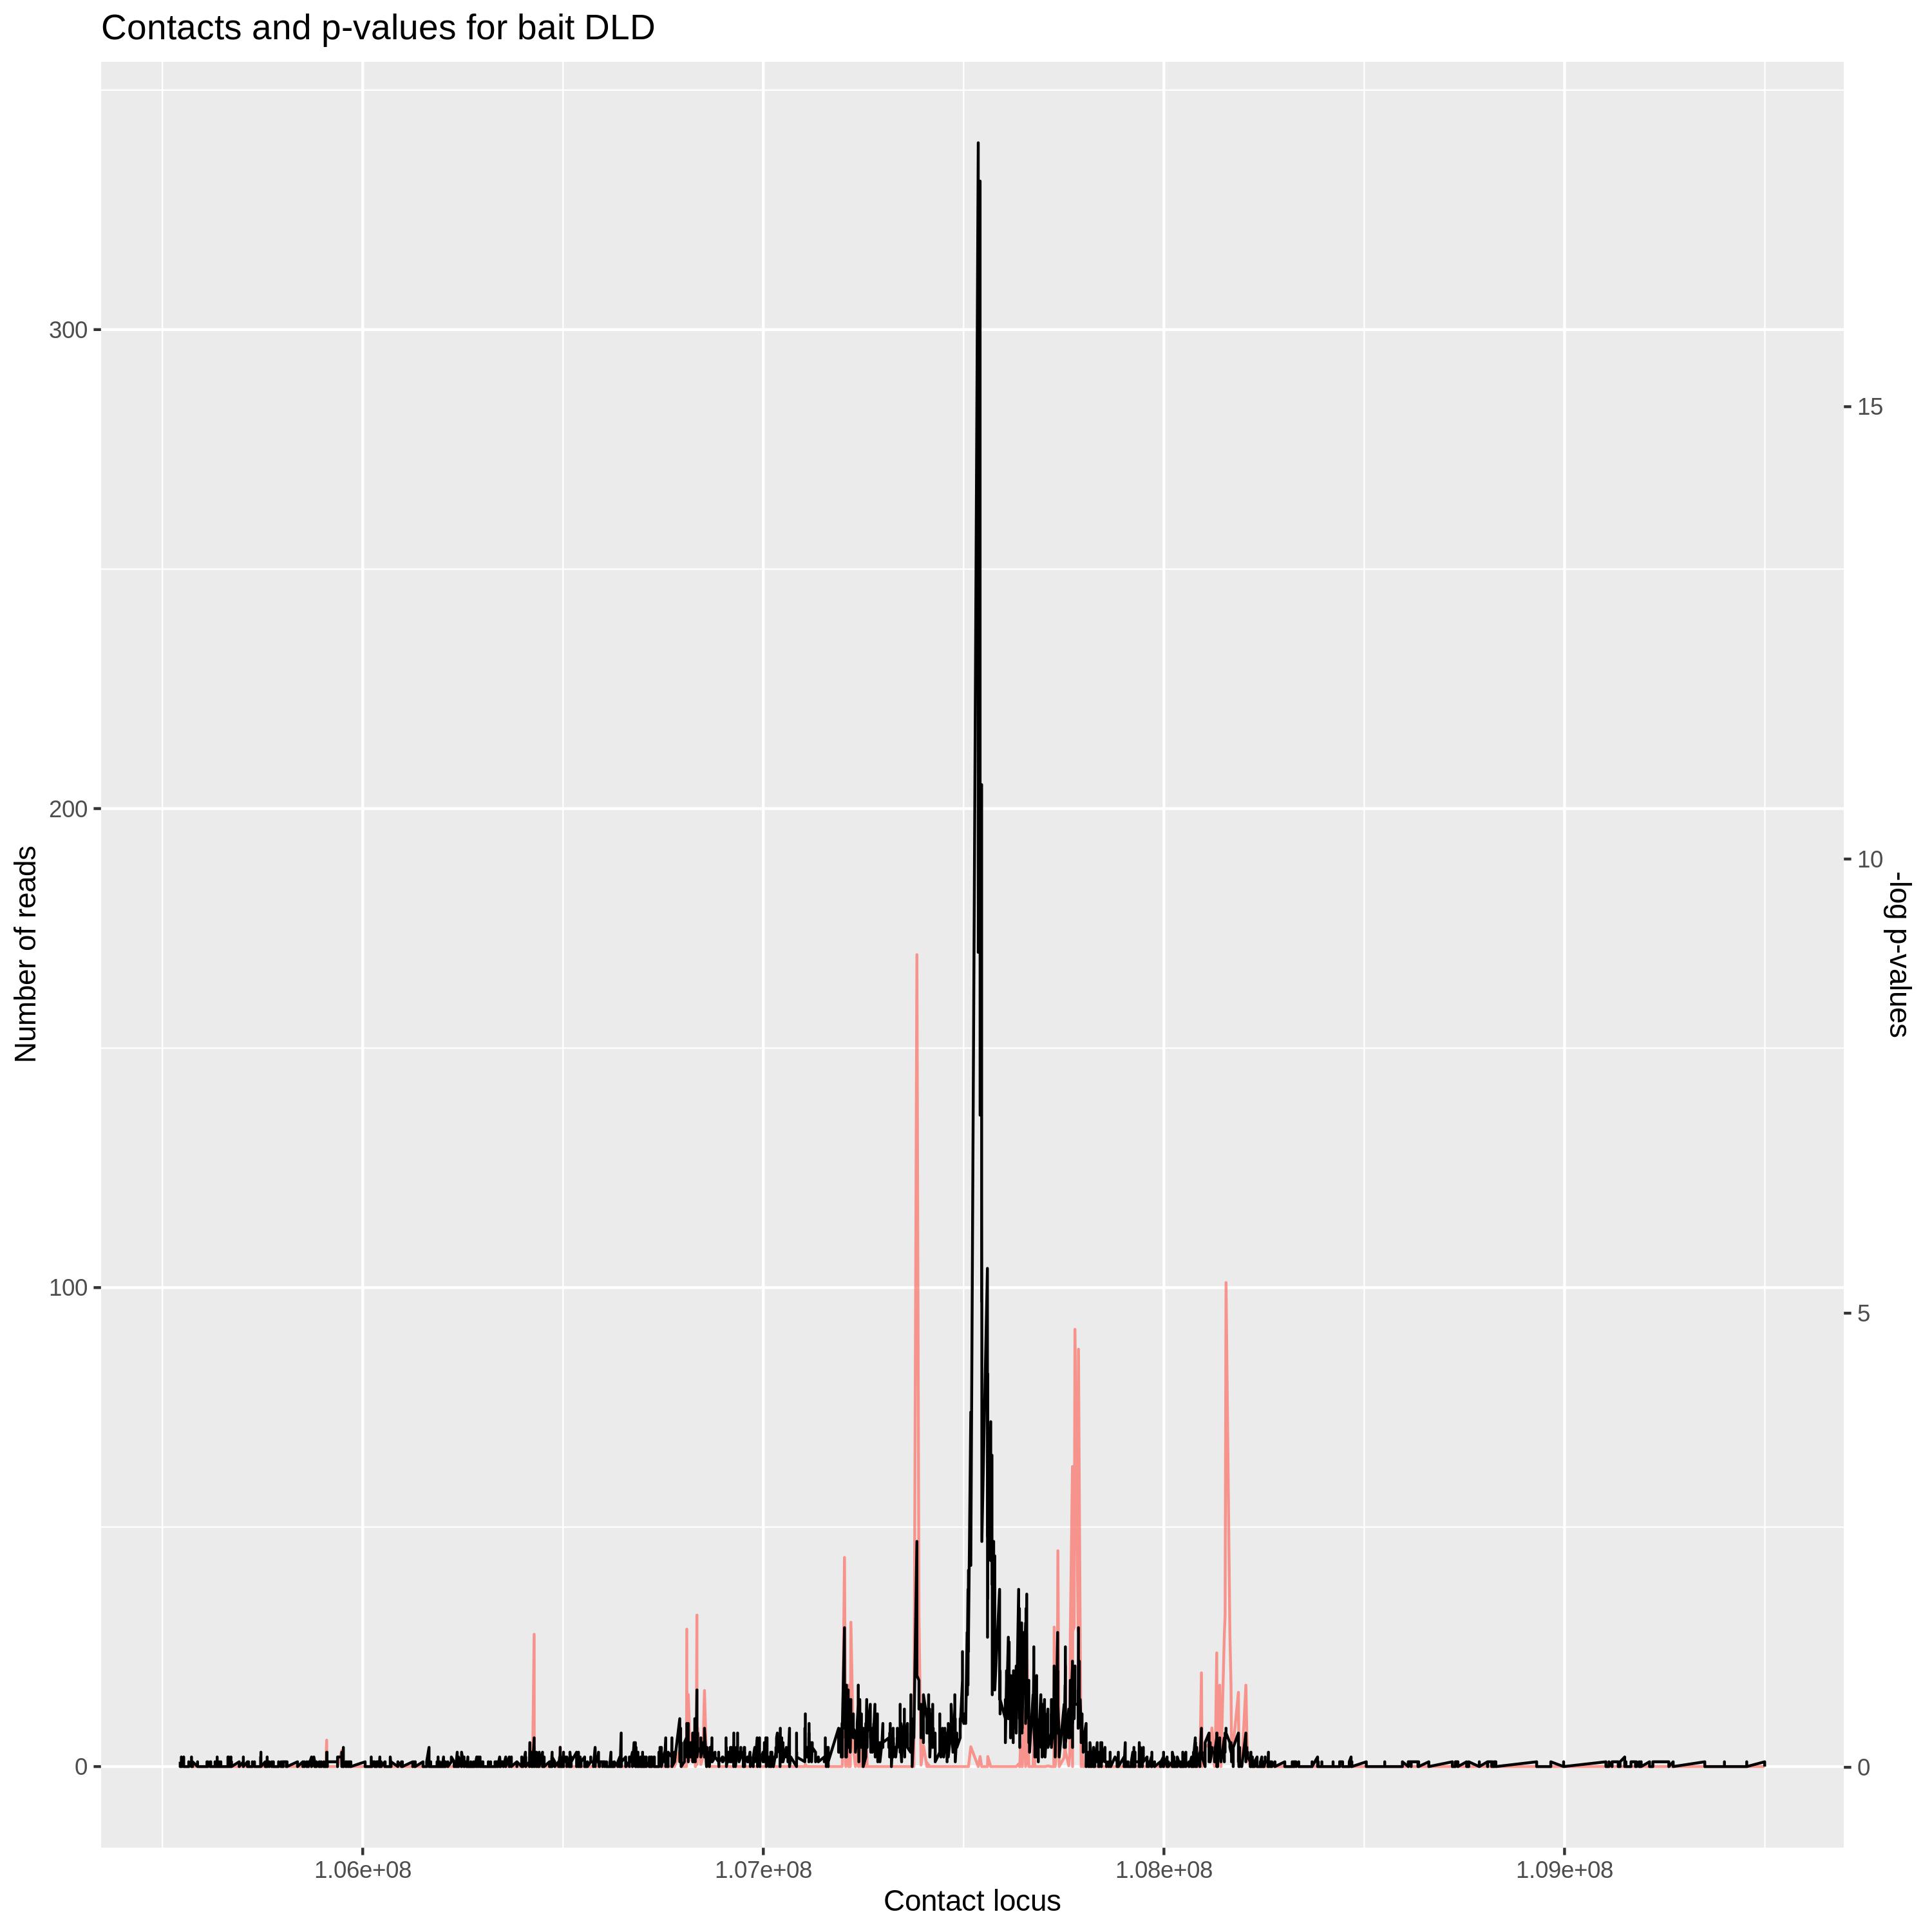 Contacts and p-values for bait DLD
300
200
100
0
Number of reads
15
10
5
0
-log p-values
1.06e+08 1.07e+08 1.08e+08 1.09e+08
Contact locus